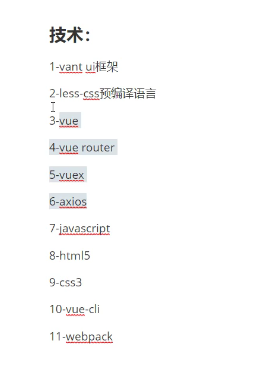 技术：
1-vant ui框架
2-less-css预编译语言
3-vue
4-vue router
5-vuex
6-axios
7-javascript
8-html5
9-css3
10-vue-cli
11-webpack